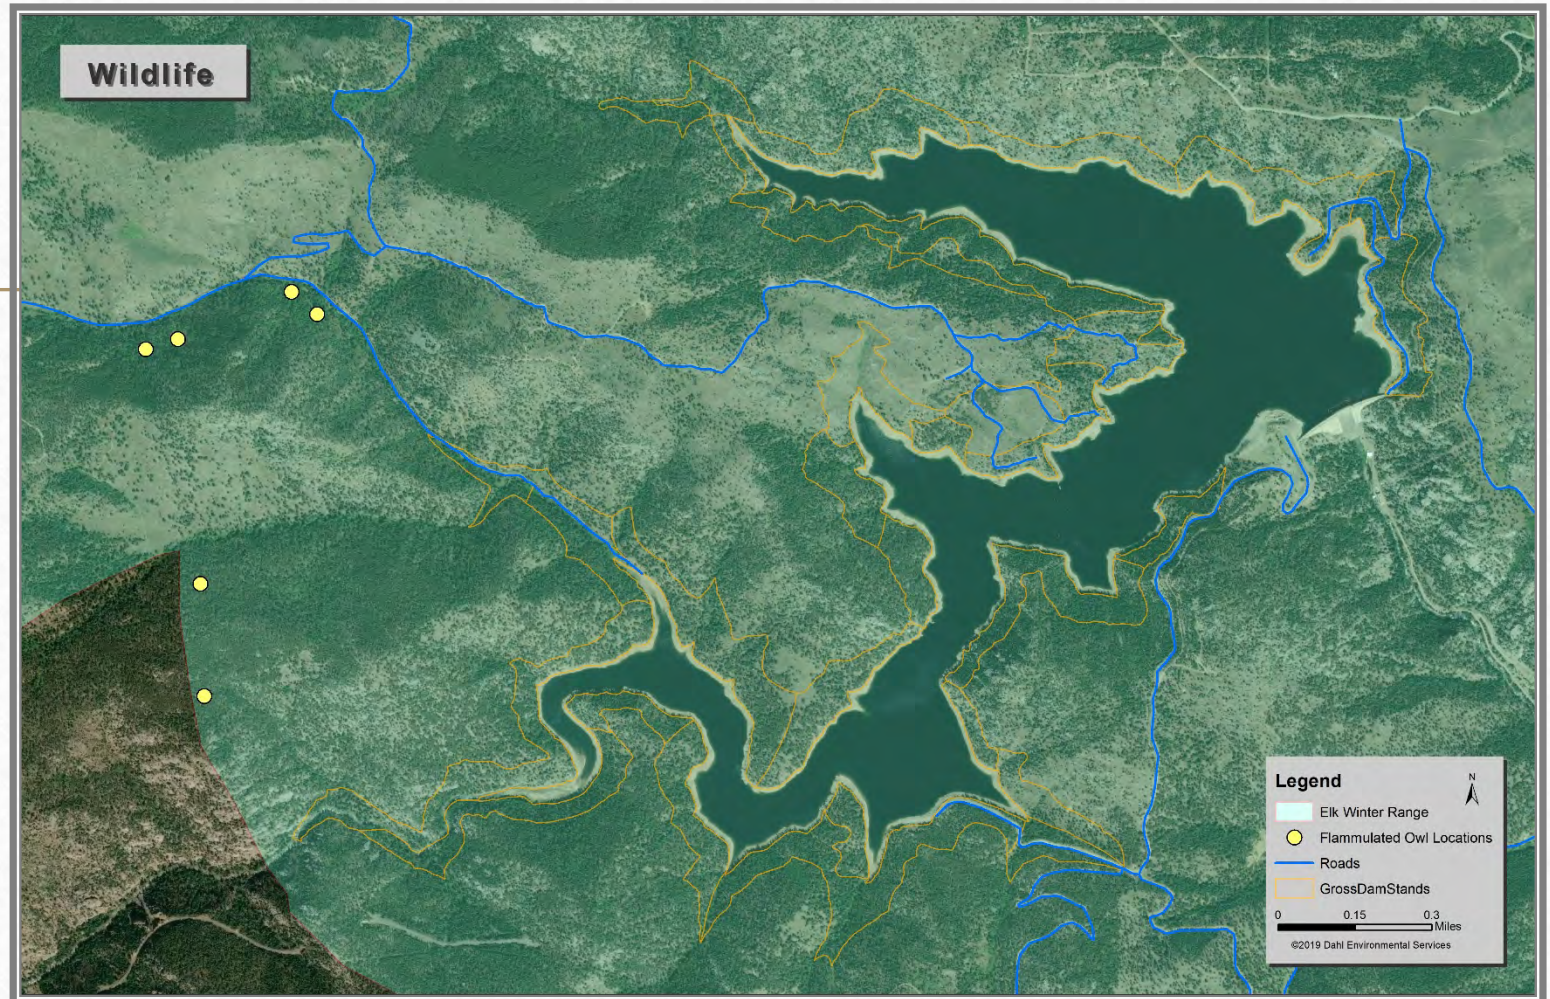 Wildlife
Legend
N
Elk Winter Range
Flammulated Owl Locations
Roads
GrossDamStands
0 0.15 0.3
Miles
©2019 Dahl Environmental Services